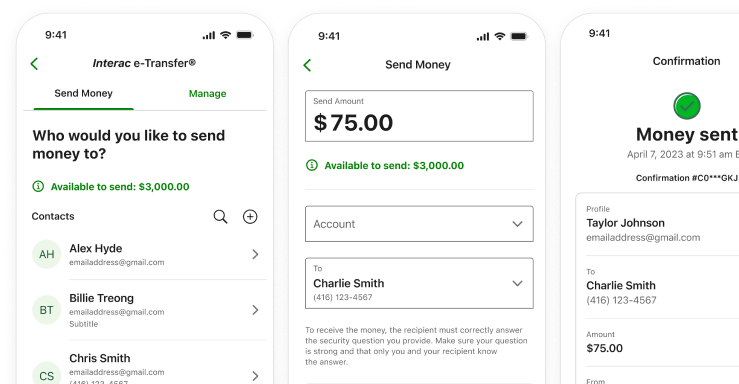 9:41
Interac e-Transfer®
Send Money
Manage
Who would you like to send
money to?
Available to send: $3,000.00
Contacts
AH
Alex Hyde
emailaddress@gmail.com
BT
Billie Treong
emailaddress@gmail.com
Subtitle
CS
Chris Smith
emailaddress@gmail.com
(416) 123-4567
9:41
Send Money
Send Amount
$75.00
Available to send: $3,000.00
Account
To
Charlie Smith
(416) 123-4567
To receive the money, the recipient must correctly answer
the security question you provide. Make sure your question
is strong and that only you and your recipient know
the answer.
9:41
Confirmation
Money sent
April 7, 2023 at 9:51 am E
Confirmation #C0***GKJ
Profile
Taylor Johnson
emailaddress@gmail.com
To
Charlie Smith
(416) 123-4567
Amount
$75.00
From